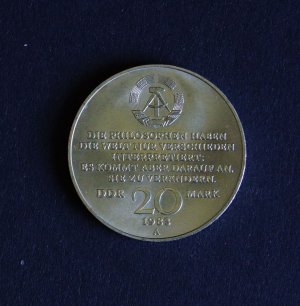 DIE PHILOSOPHEN HABEN
DIE WELT NUR VERSCHIEDEN
INTERPRETIERT;
ES KOMMT ABER DARAUF AN,
SIE ZU VERÄNDERN.
DDR 20 MARK
1983
A